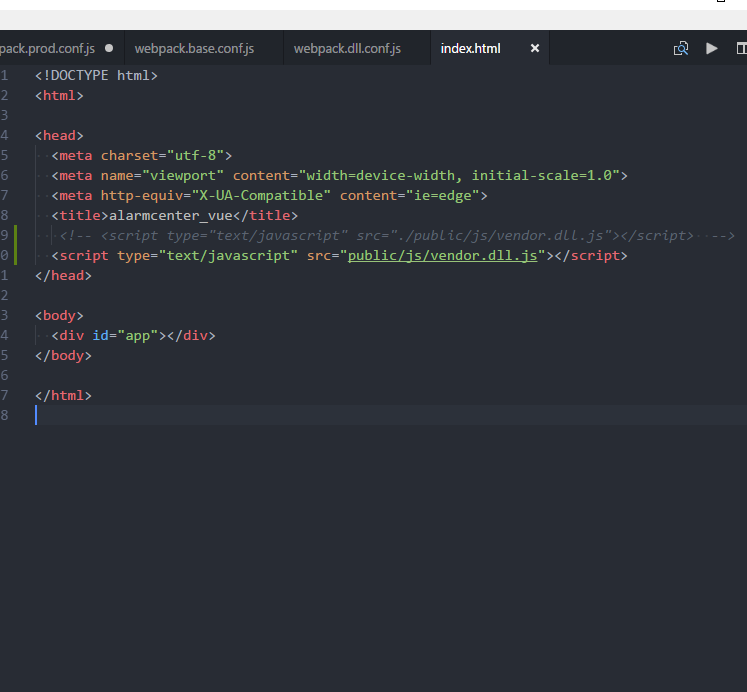 pack.prod.conf.js webpack.base.conf.js webpack.dll.conf.js index.html
1 <!DOCTYPE html>
2 <html>
3
4 <head>
5 <meta charset="utf-8">
6 <meta name="viewport" content="width=device-width, initial-scale=1.0">
7 <meta http-equiv="X-UA-Compatible" content="ie=edge">
8 <title>alarmcenter_vue</title>
9 <!-- <script type="text/javascript" src="./public/js/vendor.dll.js"></script> -->
0 <script type="text/javascript" src="public/js/vendor.dll.js"></script>
1 </head>
2
3 <body>
4 <div id="app"></div>
5 </body>
6
7 </html>
8